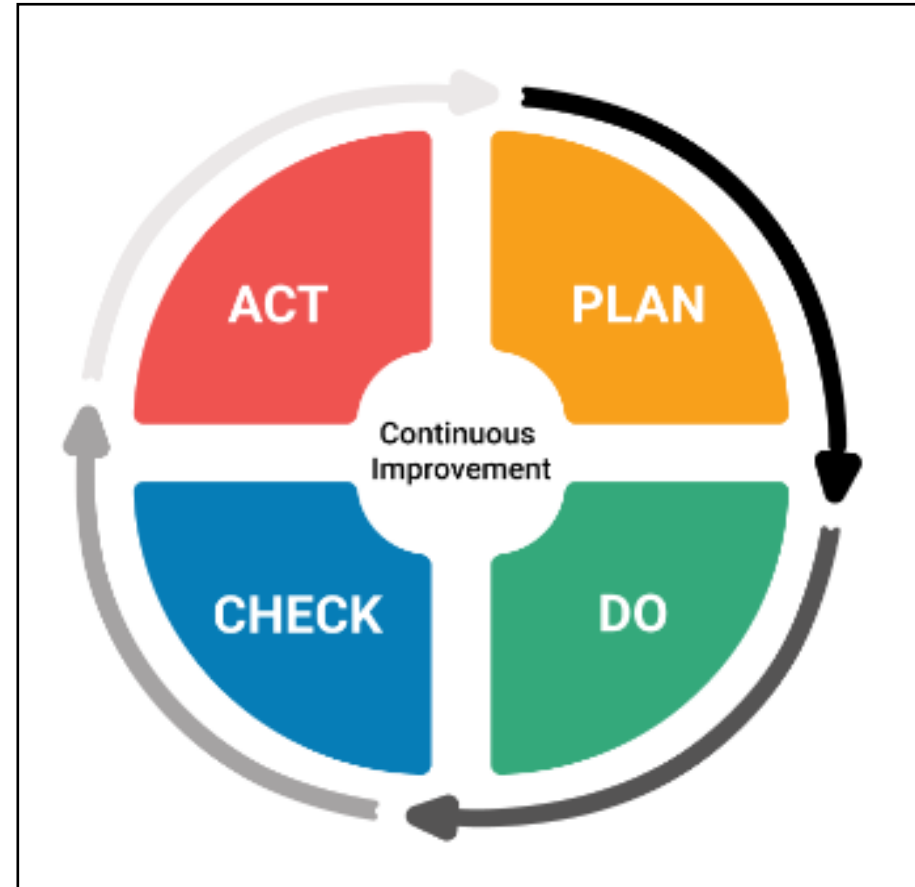 ACT
PLAN
Continuous
Improvement
CHECK
DO